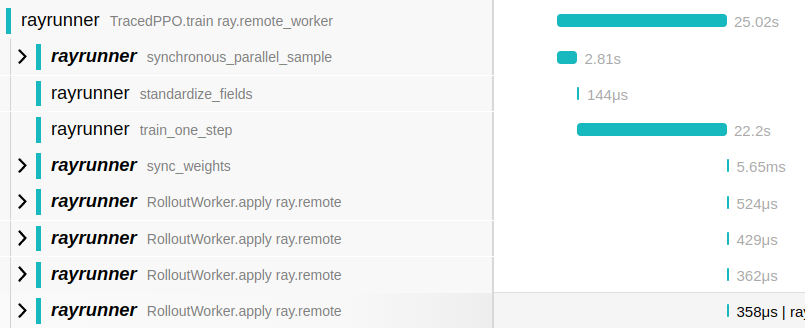 rayrunner TracedPPO.train ray.remote_worker 25.02s
rayrunner synchronous_parallel_sample 2.81s
rayrunner standardize_fields 144μs
rayrunner train_one_step 22.2s
rayrunner sync_weights 5.65ms
rayrunner RolloutWorker.apply ray.remote 524μs
rayrunner RolloutWorker.apply ray.remote 429μs
rayrunner RolloutWorker.apply ray.remote 362μs
rayrunner RolloutWorker.apply ray.remote 358μs | ray